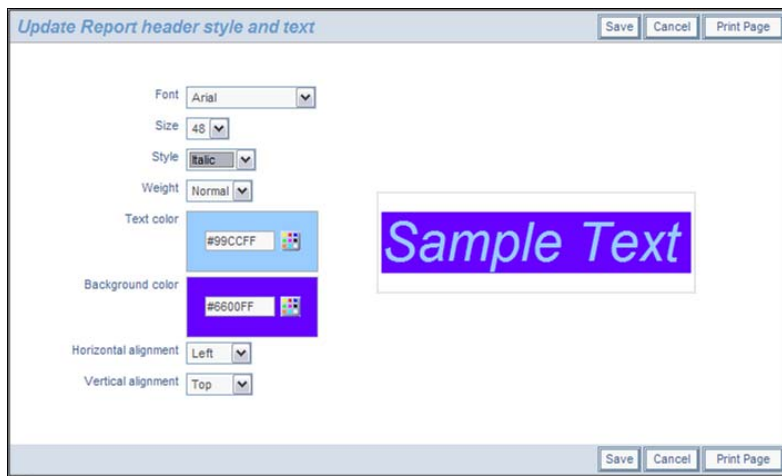 Update Report header style and text
Save Cancel Print Page
Font Arial
Size 48
Style Italic
Weight Normal
Text color
#99CCFF
Sample Text
Background color
#6600FF
Horizontal alignment Left
Vertical alignment Top
Save Cancel Print Page